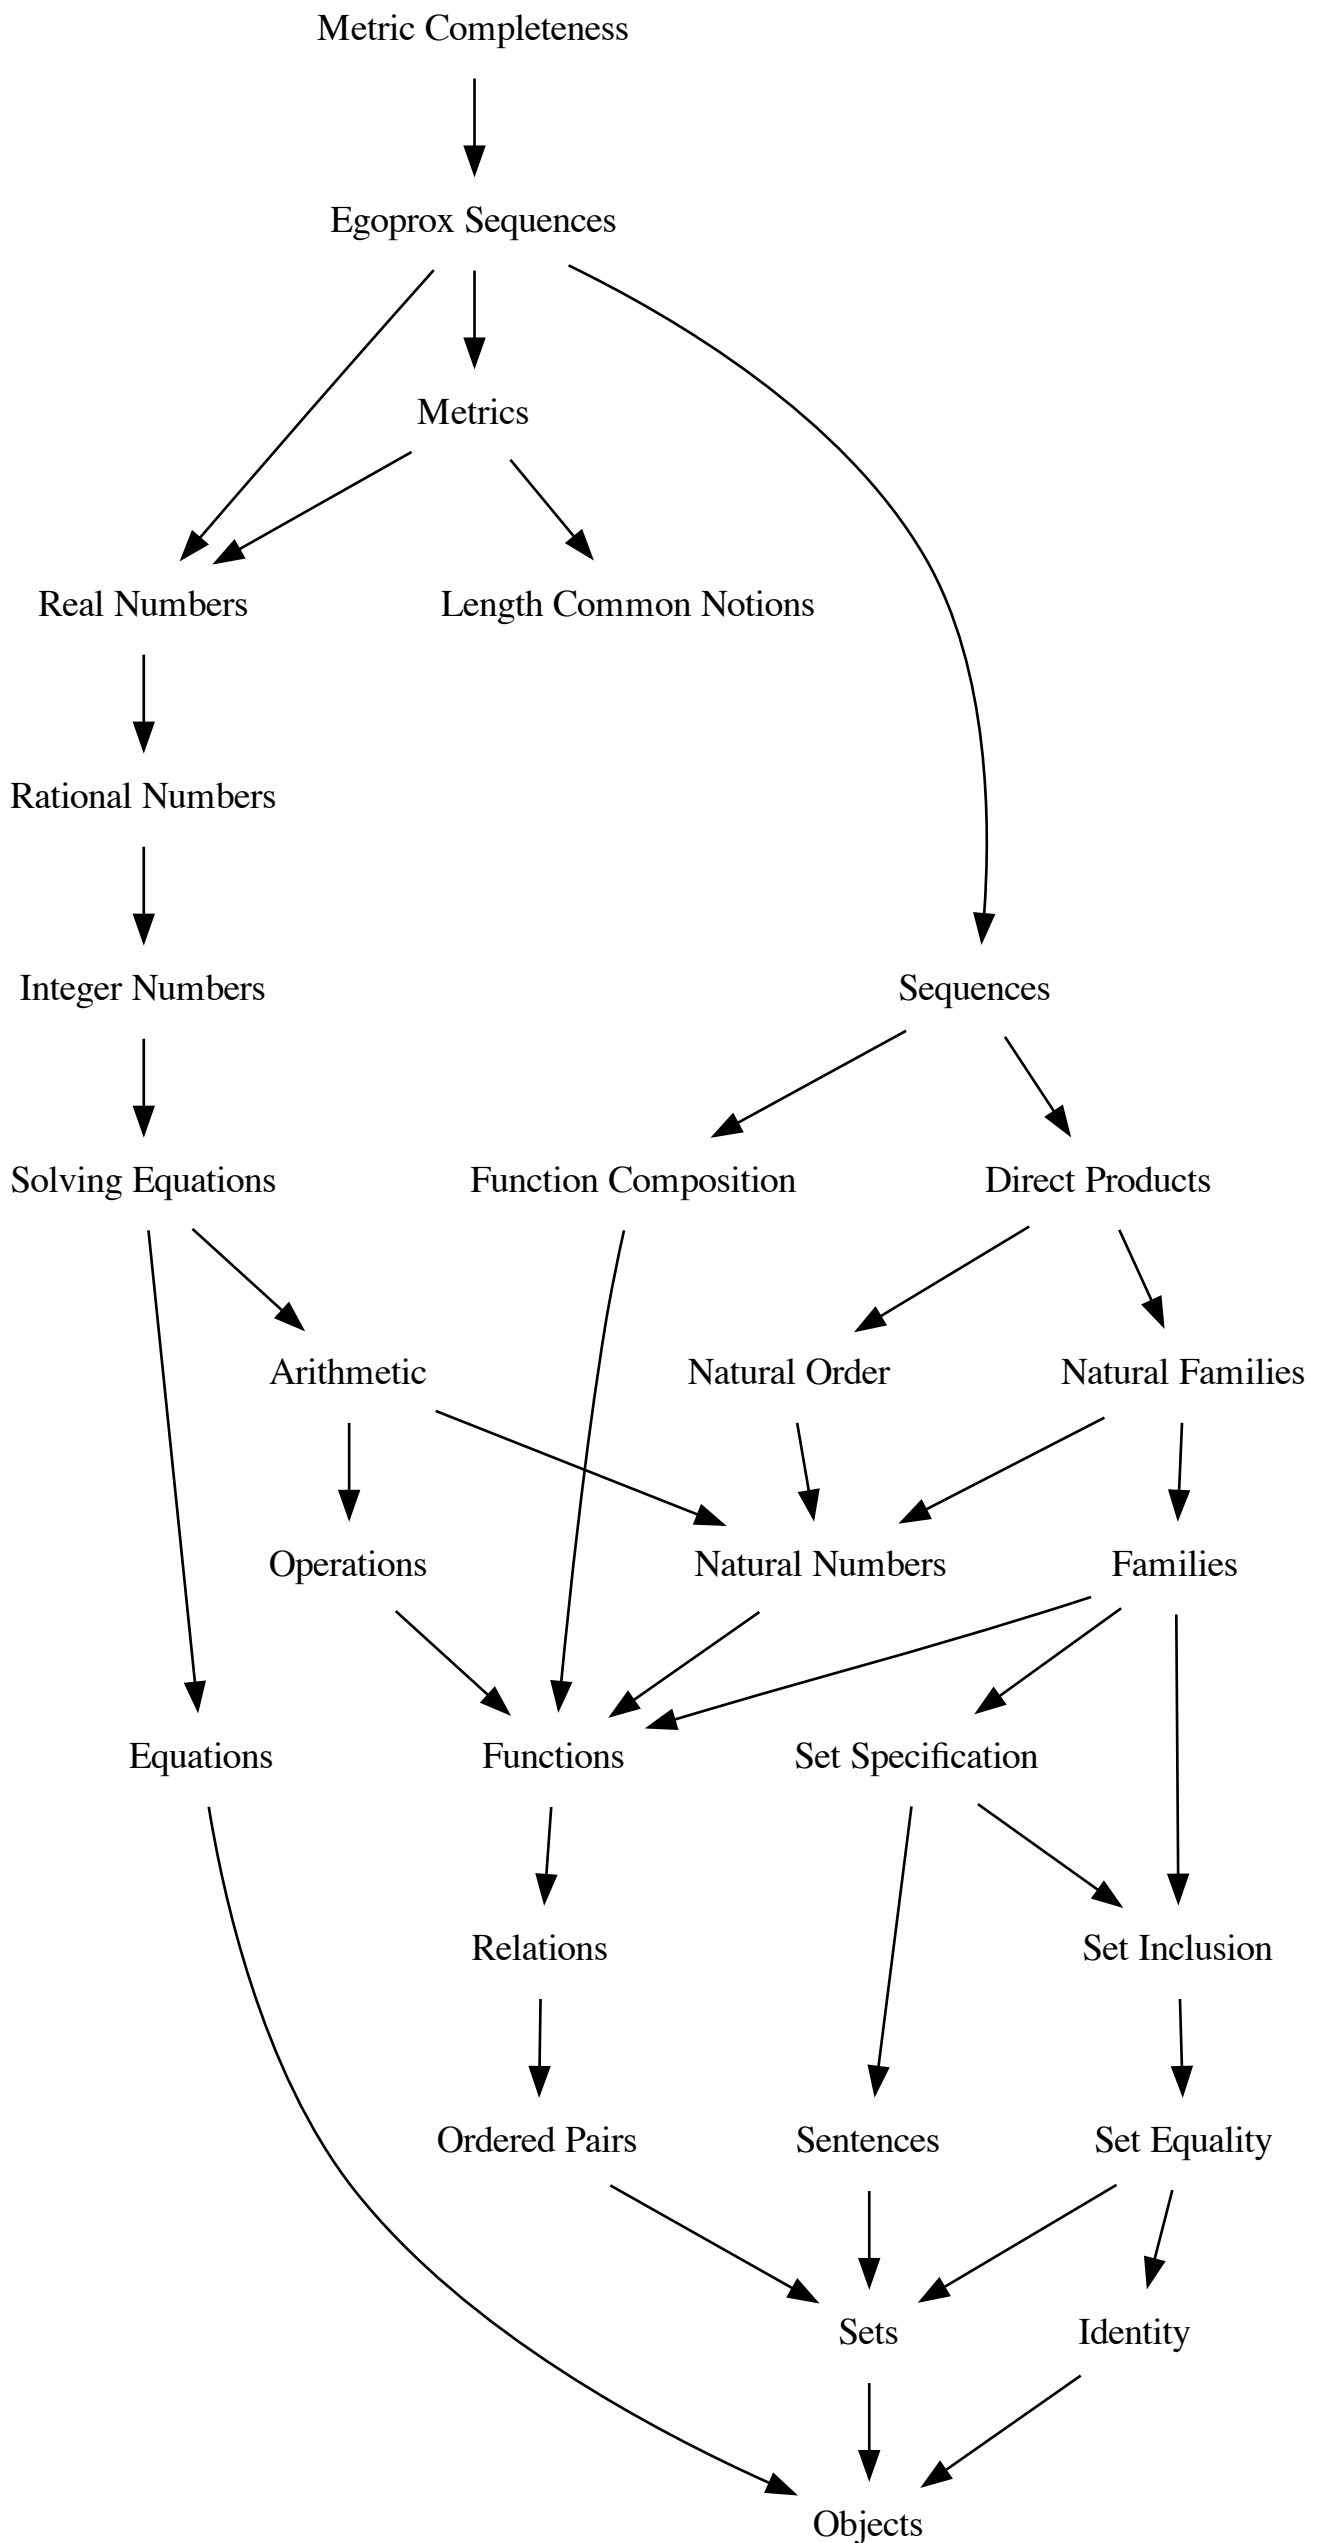 Metric Completeness
Egoprox Sequences
Metrics
Real Numbers
Length Common Notions
Rational Numbers
Integer Numbers
Sequences
Solving Equations
Function Composition
Direct Products
Arithmetic
Natural Order
Natural Families
Operations
Natural Numbers
Families
Equations
Functions
Set Specification
Relations
Set Inclusion
Ordered Pairs
Sentences
Set Equality
Sets
Identity
Objects